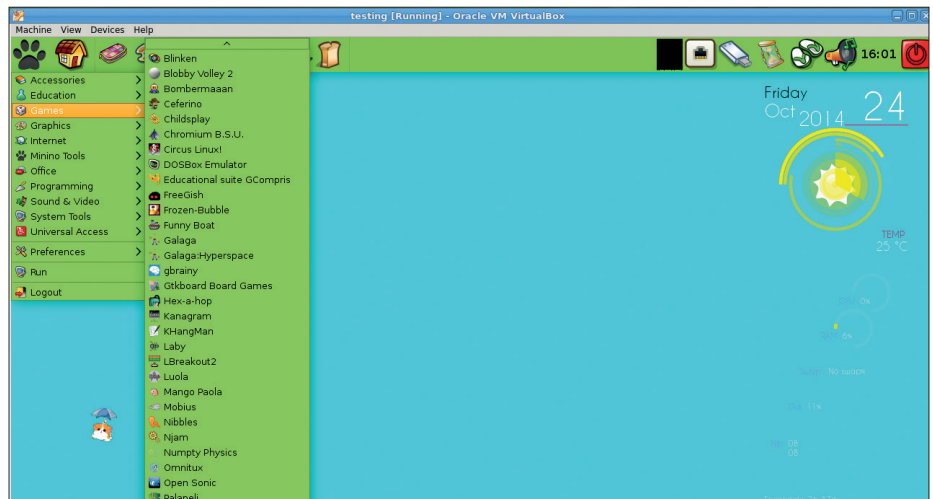 testing [Running] - Oracle VM VirtualBox
Machine View Devices Help
16:01
Accessories
Education
Games
Graphics
Internet
Minino Tools
Office
Programming
Sound & Video
System Tools
Universal Access
Preferences
Run
Logout
Blinken
Blobby Volley 2
Bombermaaan
Ceferino
Childsplay
Chromium B.S.U.
Circus Linux!
DOSBox Emulator
Educational suite GCompris
FreeGish
Frozen-Bubble
Funny Boat
Galaga
Galaga:Hyperspace
gbrainy
Gtkboard Board Games
Hex-a-hop
Kanagram
KHangMan
Laby
LBreakout2
Luola
Mango Paola
Mobius
Nibbles
Njam
Numpty Physics
Omnitux
Open Sonic
Palapeli
Friday
Oct 2014 24
TEMP
25 °C
No swapm